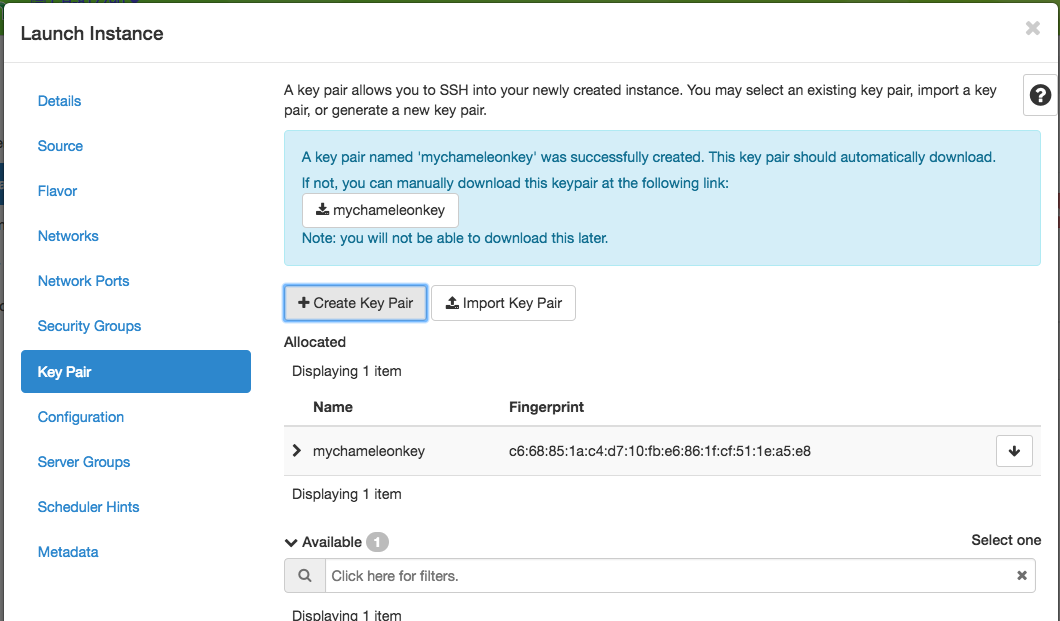 Launch Instance
Details
Source
Flavor
Networks
Network Ports
Security Groups
Key Pair
Configuration
Server Groups
Scheduler Hints
Metadata
A key pair allows you to SSH into your newly created instance. You may select an existing key pair, import a key
pair, or generate a new key pair.
A key pair named 'mychameleonkey' was successfully created. This key pair should automatically download.
If not, you can manually download this keypair at the following link:
mychameleonkey
Note: you will not be able to download this later.
Create Key Pair
Import Key Pair
Allocated
Displaying 1 item
Name Fingerprint
mychameleonkey c6:68:85:1a:c4:d7:10:fb:e6:86:1f:cf:51:1e:a5:e8
Displaying 1 item
Available 1 Select one
Click here for filters.
Displaying 1 item